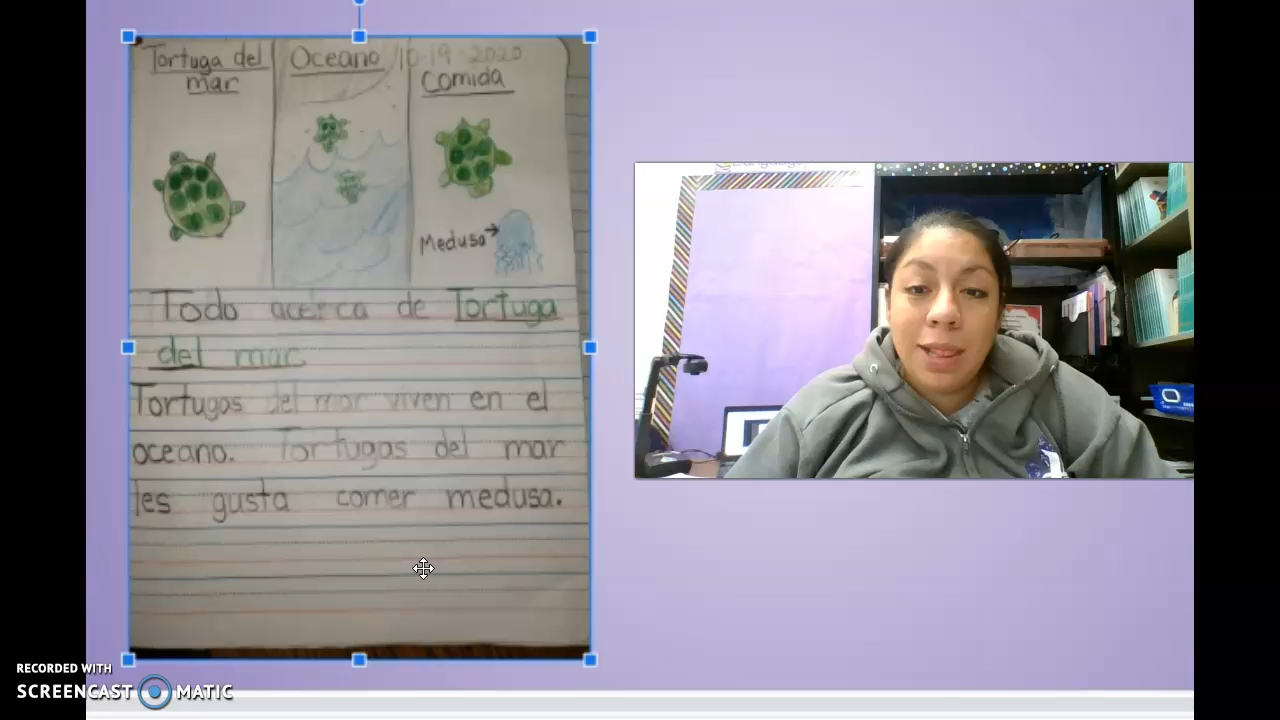 Tortuga del
mar
Oceano
10-19-2020
Comida
Medusa
Todo acerca de Tortuga
del mar
Tortugas del mar viven en el
oceano. Tortugas del mar
les gusta comer medusa.
RECORDED WITH
SCREENCAST MATIC